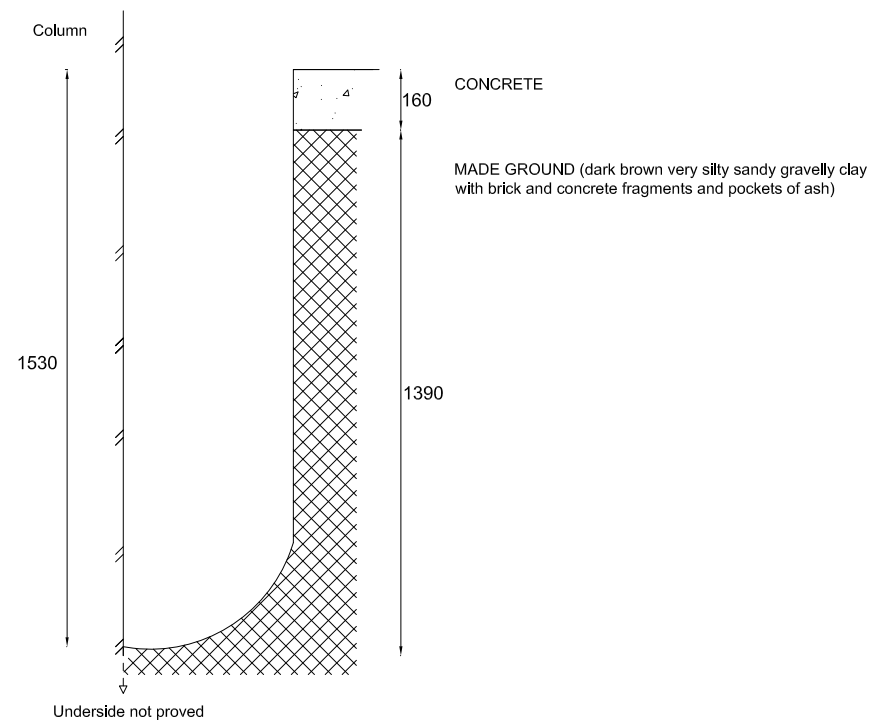 Column
160
CONCRETE
MADE GROUND (dark brown very silty sandy gravelly clay
with brick and concrete fragments and pockets of ash)
1530
1390
Underside not proved